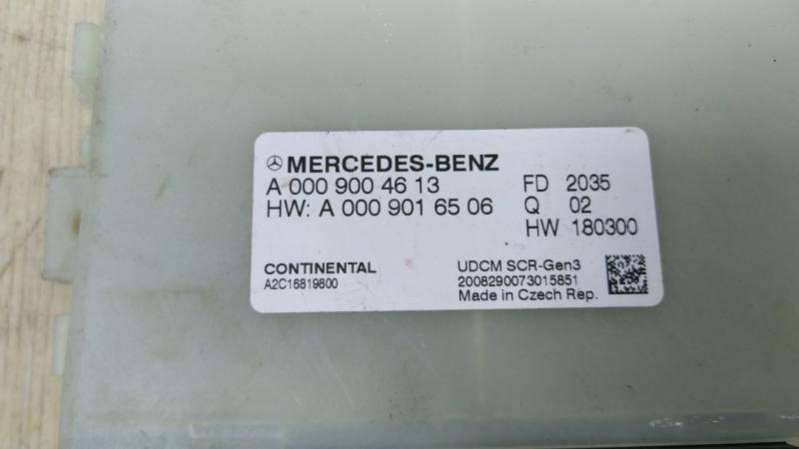 MERCEDES-BENZ
A 000 900 46 13 FD 2035
HW: A 000 901 65 06 Q 02
HW 180300
CONTINENTAL UDCM SCR-Gen3
A2C16819800 2008290073015851
Made in Czech Rep.